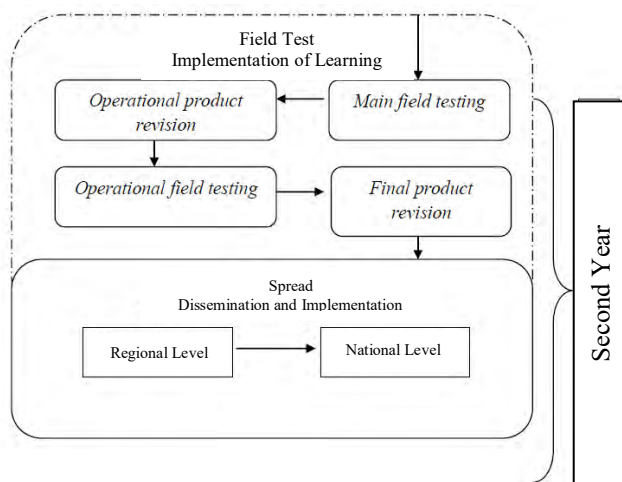 Field Test
Implementation of Learning
Operational product
revision
Main field testing
Operational field testing
Final product
revision
Spread
Dissemination and Implementation
Regional Level
National Level
Second Year